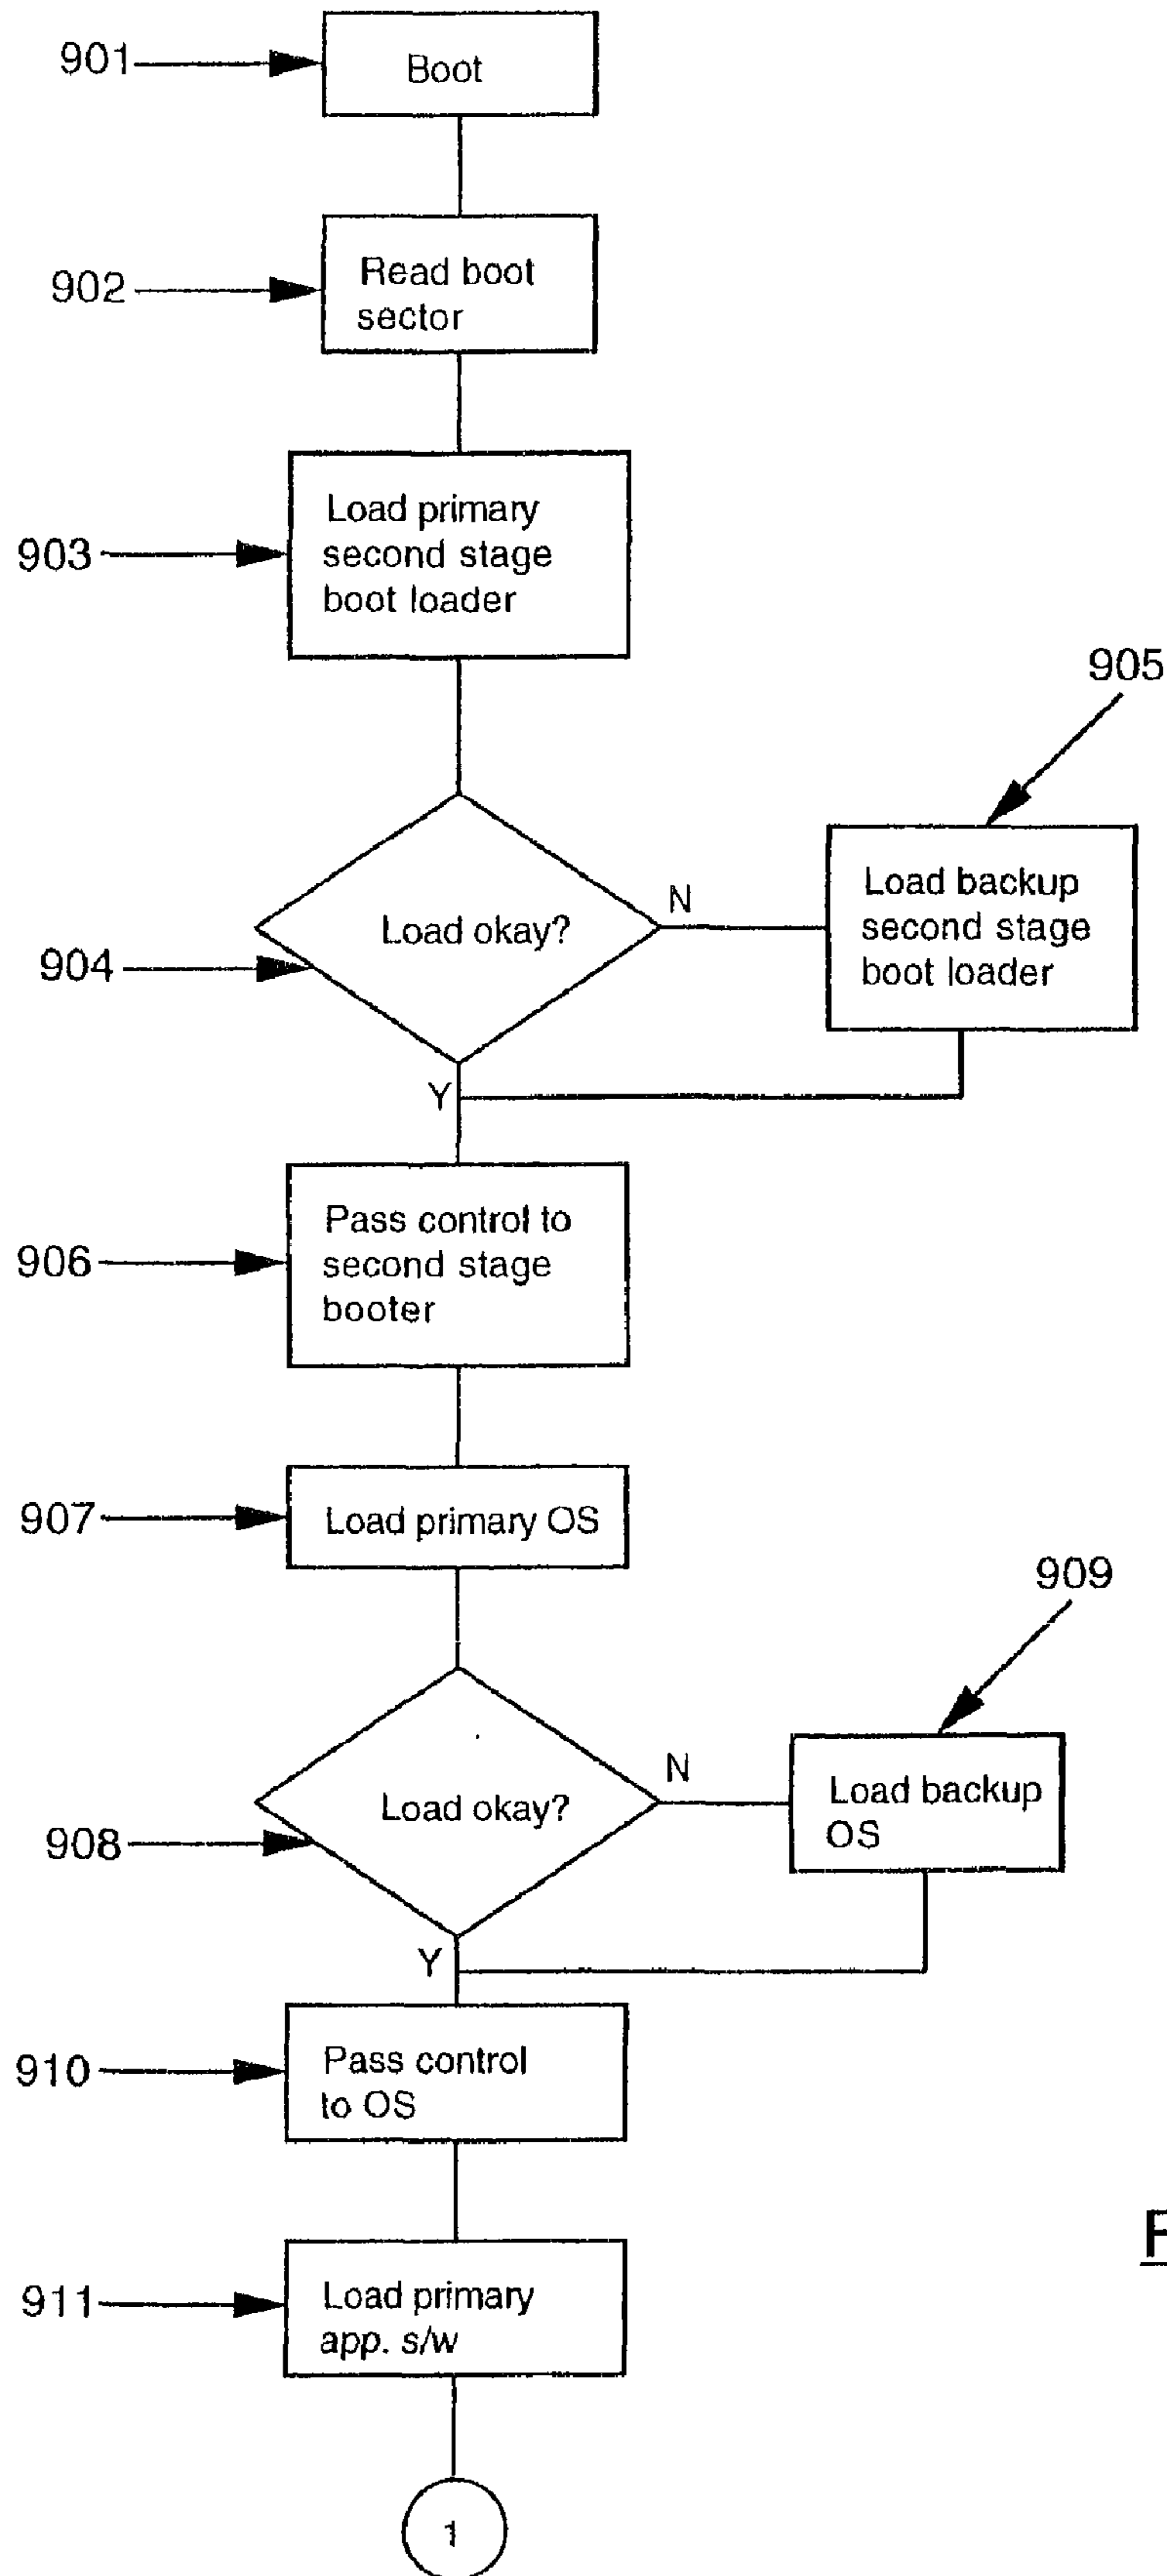 901
Boot
902
Read boot
sector
903
Load primary
second stage
boot loader
905
904
Load okay?
N
Load backup
second stage
boot loader
Y
906
Pass control to
second stage
booter
907
Load primary OS
909
908
Load okay?
N
Load backup
OS
Y
910
Pass control
to OS
911
Load primary
app. s/w
1